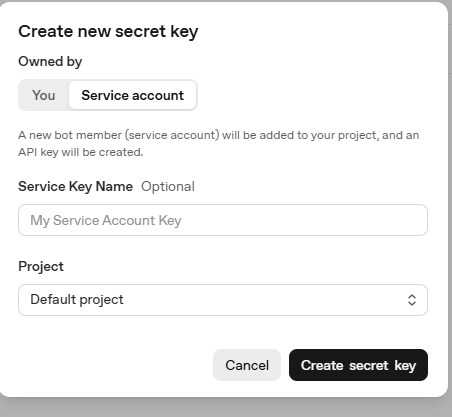 Create new secret key
Owned by
You Service account
A new bot member (service account) will be added to your project, and an
API key will be created.
Service Key Name Optional
My Service Account Key
Project
Default project
Cancel Create secret key